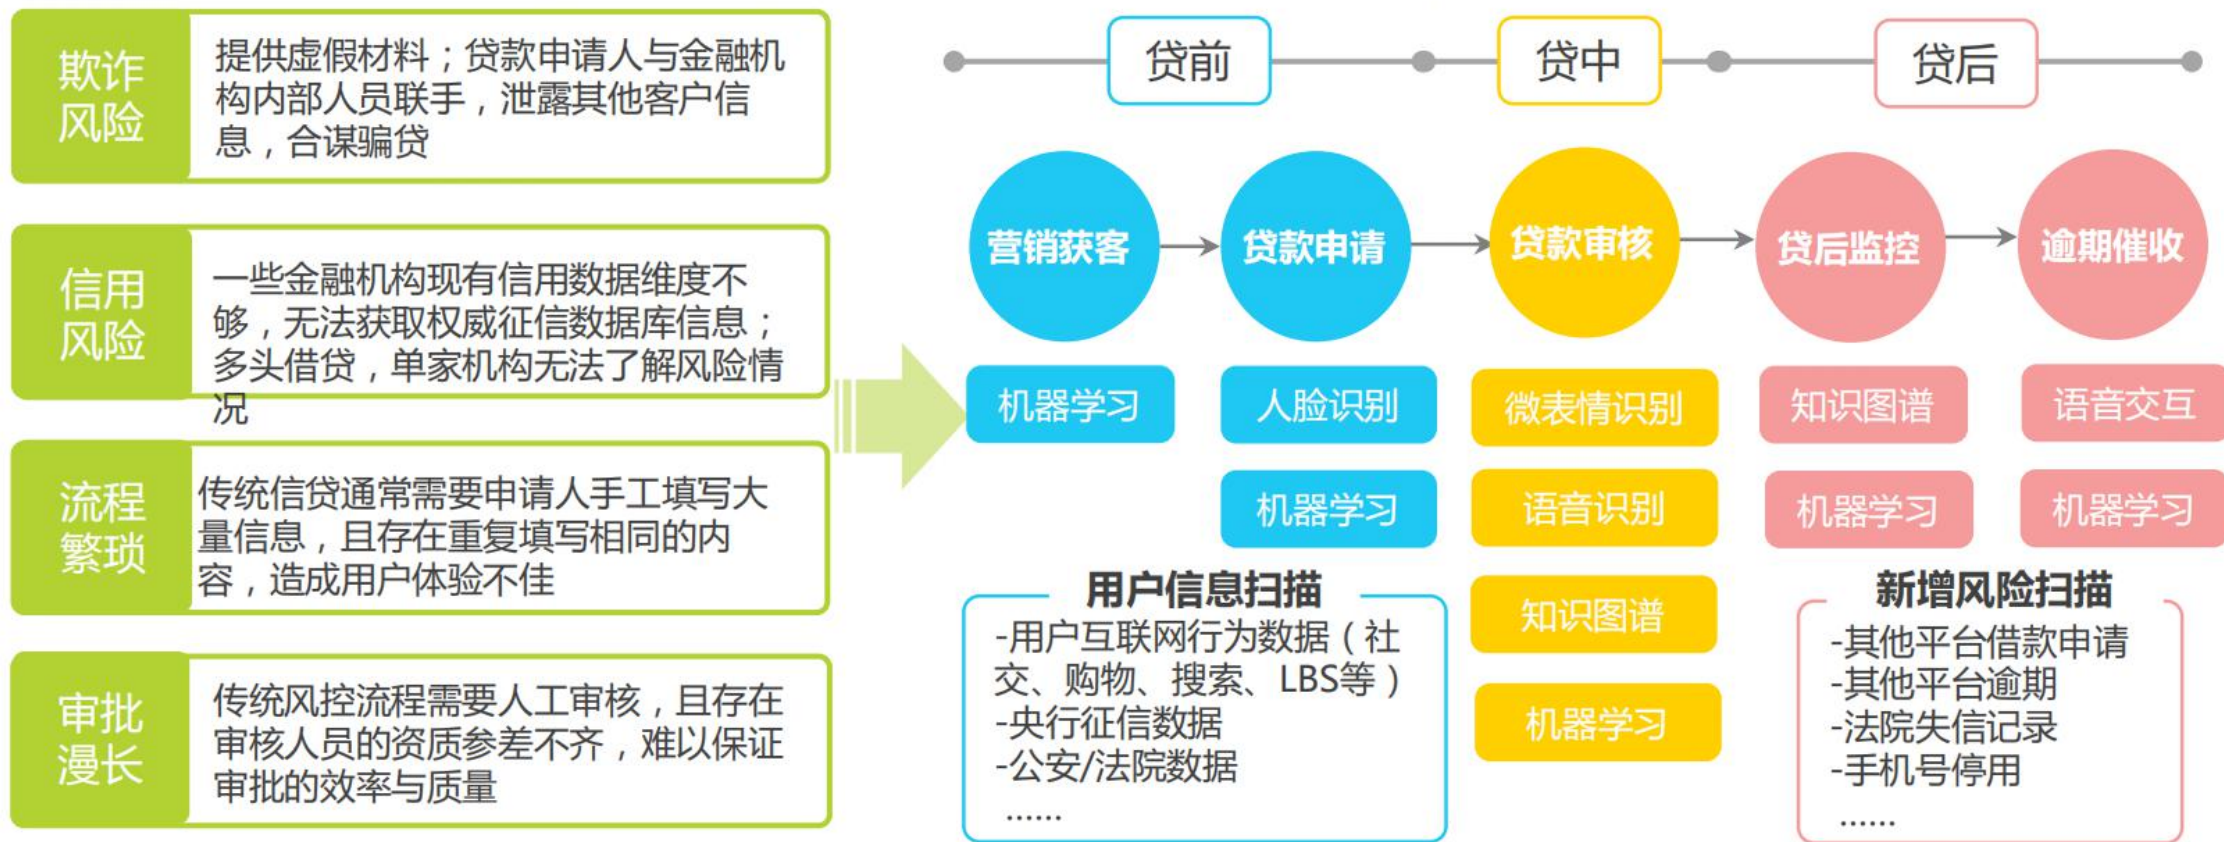 欺诈
风险
提供虚假材料；贷款申请人与金融机
构内部人员联手，泄露其他客户信
息，合谋骗贷
信用
风险
一些金融机构现有信用数据维度不
够，无法获取权威征信数据库信息；
多头借贷，单家机构无法了解风险情
况
流程
繁琐
传统信贷通常需要申请人手工填写大
量信息，且存在重复填写相同的内
容，造成用户体验不佳
审批
漫长
传统风控流程需要人工审核，且存在
审核人员的资质参差不齐，难以保证
审批的效率与质量
贷前
贷中
贷后
营销获客
贷款申请
贷款审核
贷后监控
逾期催收
机器学习
人脸识别
微表情识别
知识图谱
语音交互
机器学习
语音识别
机器学习
机器学习
知识图谱
机器学习
用户信息扫描
-用户互联网行为数据（社
交、购物、搜索、LBS等）
-央行征信数据
-公安/法院数据
......
新增风险扫描
-其他平台借款申请
-其他平台逾期
-法院失信记录
-手机号停用
......